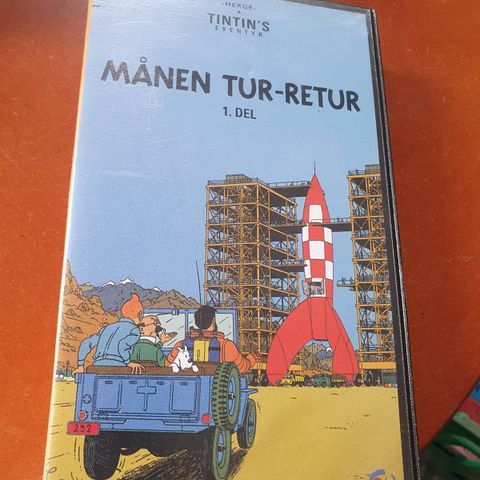 -HERGÉ-
TINTIN'S
EVENTYR
MÅNEN TUR-RETUR
1. DEL
252